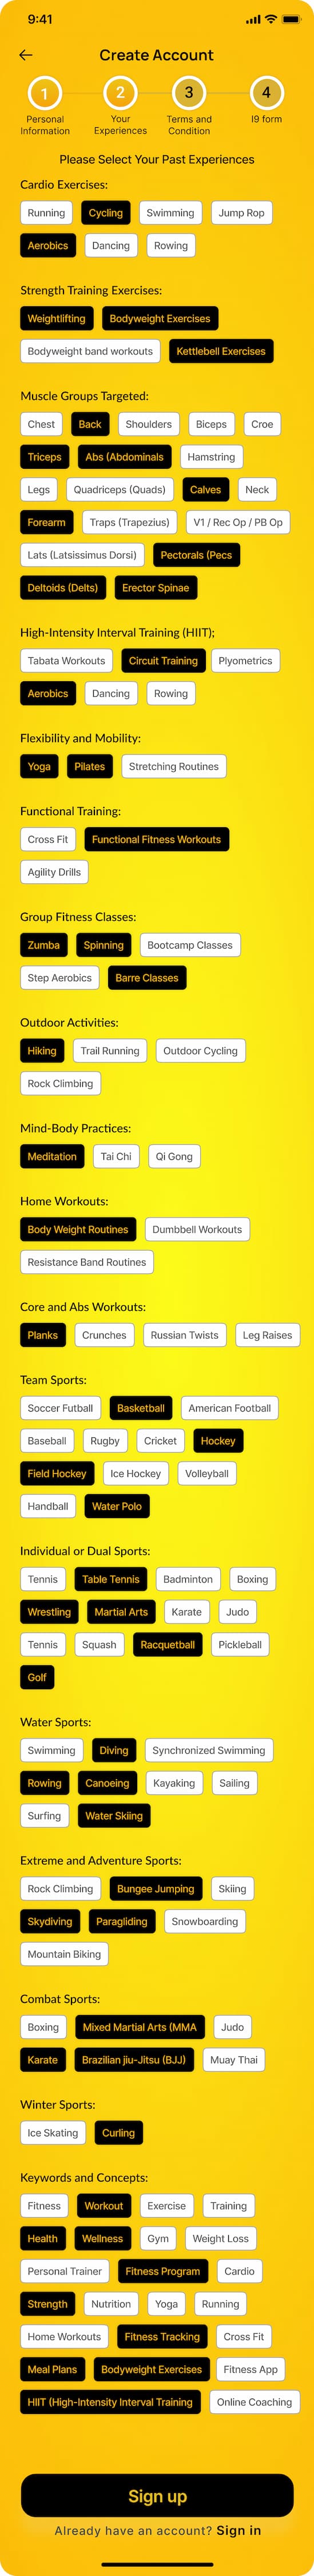 9:41
Create Account
1 2 3 4
Personal Information Your Experiences Terms and Condition I9 form
Please Select Your Past Experiences
Cardio Exercises:
Running Cycling Swimming Jump Rop
Aerobics Dancing Rowing
Strength Training Exercises:
Weightlifting Bodyweight Exercises
Bodyweight band workouts Kettlebell Exercises
Muscle Groups Targeted:
Chest Back Shoulders Biceps Croe
Triceps Abs (Abdominals Hamstring
Legs Quadriceps (Quads) Calves Neck
Forearm Traps (Trapezius) V1 / Rec Op / PB Op
Lats (Latsissimus Dorsi) Pectorals (Pecs
Deltoids (Delts) Erector Spinae
High-Intensity Interval Training (HIIT);
Tabata Workouts Circuit Training Plyometrics
Aerobics Dancing Rowing
Flexibility and Mobility:
Yoga Pilates Stretching Routines
Functional Training:
Cross Fit Functional Fitness Workouts
Agility Drills
Group Fitness Classes:
Zumba Spinning Bootcamp Classes
Step Aerobics Barre Classes
Outdoor Activities:
Hiking Trail Running Outdoor Cycling
Rock Climbing
Mind-Body Practices:
Meditation Tai Chi Qi Gong
Home Workouts:
Body Weight Routines Dumbbell Workouts
Resistance Band Routines
Core and Abs Workouts:
Planks Crunches Russian Twists Leg Raises
Team Sports:
Soccer Futball Basketball American Football
Baseball Rugby Cricket Hockey
Field Hockey Ice Hockey Volleyball
Handball Water Polo
Individual or Dual Sports:
Tennis Table Tennis Badminton Boxing
Wrestling Martial Arts Karate Judo
Tennis Squash Racquetball Pickleball
Golf
Water Sports:
Swimming Diving Synchronized Swimming
Rowing Canoeing Kayaking Sailing
Surfing Water Skiing
Extreme and Adventure Sports:
Rock Climbing Bungee Jumping Skiing
Skydiving Paragliding Snowboarding
Mountain Biking
Combat Sports:
Boxing Mixed Martial Arts (MMA Judo
Karate Brazilian jiu-Jitsu (BJJ) Muay Thai
Winter Sports:
Ice Skating Curling
Keywords and Concepts:
Fitness Workout Exercise Training
Health Wellness Gym Weight Loss
Personal Trainer Fitness Program Cardio
Strength Nutrition Yoga Running
Home Workouts Fitness Tracking Cross Fit
Meal Plans Bodyweight Exercises Fitness App
HIIT (High-Intensity Interval Training Online Coaching
Sign up
Already have an account? Sign in